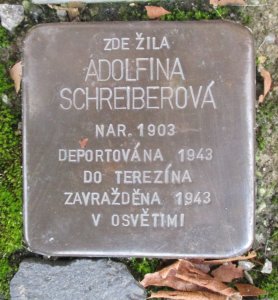 ZDE ŽILA
ADOLFINA
SCHREIBEROVÁ
NAR. 1903
DEPORTOVÁNA 1943
DO TEREZÍNA
ZAVRAŽDĚNA 1943
V OSVĚTIMI